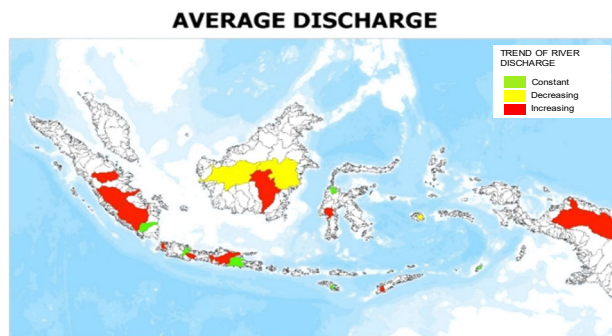 AVERAGE DISCHARGE
TREND OF RIVER
DISCHARGE
Constant
Decreasing
Increasing